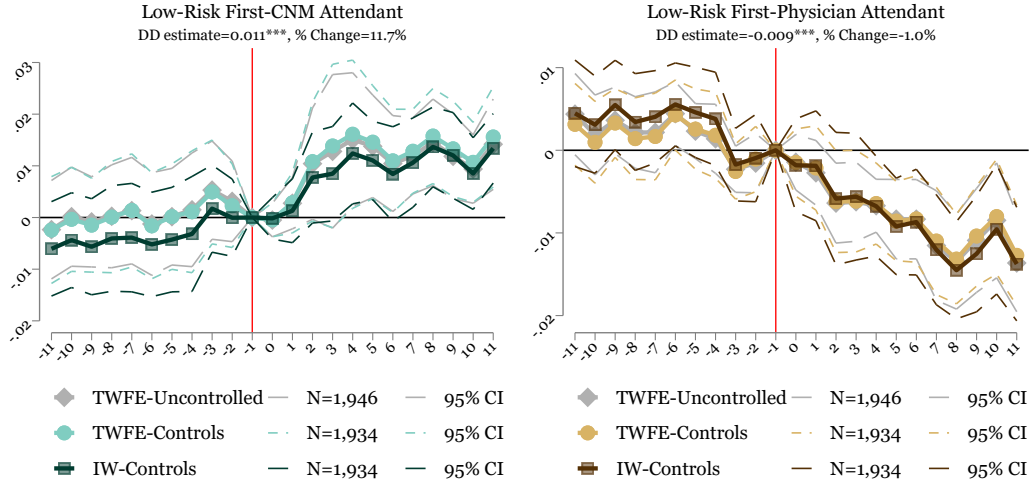 Low-Risk First-CNM Attendant
DD estimate=0.011***, % Change=11.7%
.03
.02
.01
0
-.01
-.02
-11 -10 -9 -8 -7 -6 -5 -4 -3 -2 -1 0 1 2 3 4 5 6 7 8 9 10 11
TWFE-Uncontrolled N=1,946 95% CI
TWFE-Controls N=1,934 95% CI
IW-Controls N=1,934 95% CI
Low-Risk First-Physician Attendant
DD estimate=-0.009***, % Change=-1.0%
.01
0
-.01
-.02
-11 -10 -9 -8 -7 -6 -5 -4 -3 -2 -1 0 1 2 3 4 5 6 7 8 9 10 11
TWFE-Uncontrolled N=1,946 95% CI
TWFE-Controls N=1,934 95% CI
IW-Controls N=1,934 95% CI